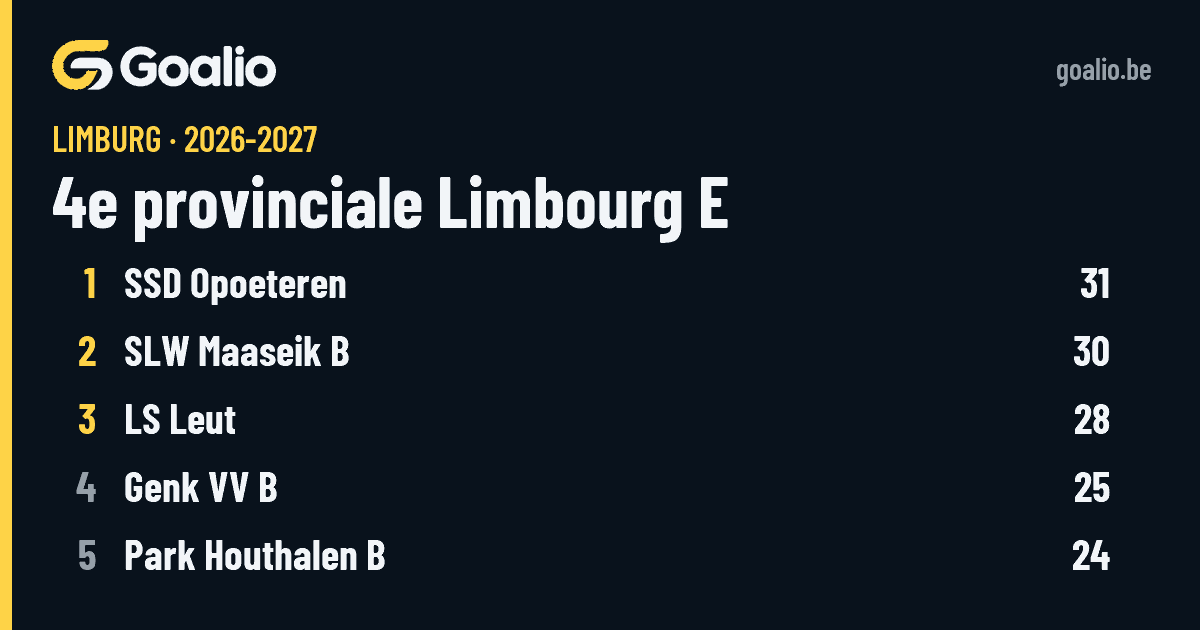 Goalio
goalio.be
LIMBURG · 2026-2027
4e provinciale Limbourg E
1 SSD Opoeteren 31
2 SLW Maaseik B 30
3 LS Leut 28
4 Genk VV B 25
5 Park Houthalen B 24